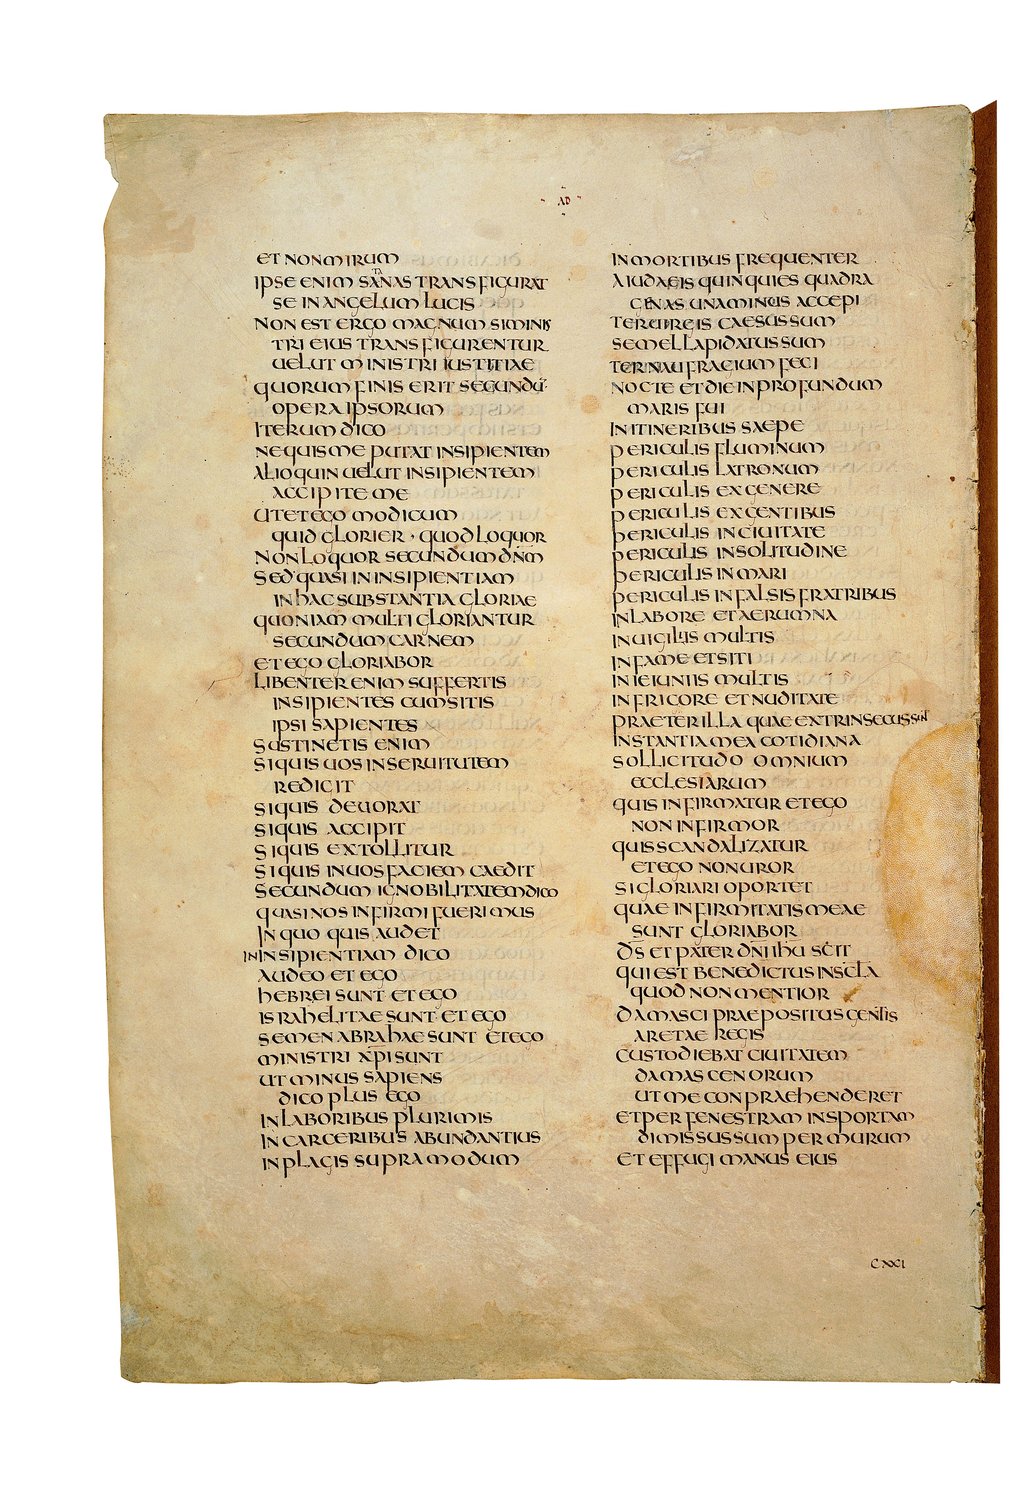 AD
ET NON MIRUM
IPSE ENIM SATANAS TRANSFIGURAT
SE IN ANGELUM LUCIS
NON EST ERGO MAGNUM SI MINIS
TRI EIUS TRANSFIGURENTUR
UELUT MINISTRI IUSTITIAE
QUORUM FINIS ERIT SECUNDŪ
OPERA IPSORUM
ITERUM DICO
NE QUIS ME PUTAT INSIPIENTEM
ALIOQUIN UELUT INSIPIENTEM
ACCIPITE ME
UT ET EGO MODICUM
QUID GLORIER · QUOD LOQUOR
NON LOQUOR SECUNDUM DN̄M
SED QUASI IN INSIPIENTIAM
IN HAC SUBSTANTIA GLORIAE
QUONIAM MULTI GLORIANTUR
SECUNDUM CARNEM
ET EGO GLORIABOR
LIBENTER ENIM SUFFERTIS
INSIPIENTES CUM SITIS
IPSI SAPIENTES
SUSTINETIS ENIM
SI QUIS UOS IN SERUITUTEM
REDIGIT
SI QUIS DEUORAT
SI QUIS ACCIPIT
SI QUIS EXTOLLITUR
SI QUIS IN UOS FACIEM CAEDIT
SECUNDUM IGNOBILITATEM DICO
QUASI NOS INFIRMI FUERIMUS
IN QUO QUIS AUDET
IN INSIPIENTIAM DICO
AUDEO ET EGO
HEBREI SUNT ET EGO
ISRAHELITAE SUNT ET EGO
SEMEN ABRAHAE SUNT ET EGO
MINISTRI XP̄I SUNT
UT MINUS SAPIENS
DICO PLUS EGO
IN LABORIBUS PLURIMIS
IN CARCERIBUS ABUNDANTIUS
IN PLAGIS SUPRA MODUM
IN MORTIBUS FREQUENTER
A IUDAEIS QUINQUIES QUADRA
GENAS UNA MINUS ACCEPI
TER UIRGIS CAESUS SUM
SEMEL LAPIDATUS SUM
TER NAUFRAGIUM FECI
NOCTE ET DIE IN PROFUNDUM
MARIS FUI
IN ITINERIBUS SAEPE
PERICULIS FLUMINUM
PERICULIS LATRONUM
PERICULIS EX GENERE
PERICULIS EX GENTIBUS
PERICULIS IN CIUITATE
PERICULIS IN SOLITUDINE
PERICULIS IN MARI
PERICULIS IN FALSIS FRATRIBUS
IN LABORE ET AERUMNA
IN UIGILIIS MULTIS
IN FAME ET SITI
IN IEIUNIIS MULTIS
IN FRIGORE ET NUDITATE
PRAETER ILLA QUAE EXTRINSECUS SUNT
INSTANTIA MEA COTIDIANA
SOLLICITUDO OMNIUM
ECCLESIARUM
QUIS INFIRMATUR ET EGO
NON INFIRMOR
QUIS SCANDALIZATUR
ET EGO NON UROR
SI GLORIARI OPORTET
QUAE INFIRMITATIS MEAE
SUNT GLORIABOR
DS̄ ET PATER DN̄I IHŪ SCIT
QUI EST BENEDICTUS IN SCLA
QUOD NON MENTIOR
DAMASCI PRAEPOSITUS GENTIS
ARETAE REGIS
CUSTODIEBAT CIUITATEM
DAMASCENORUM
UT ME CONPRAEHENDERET
ET PER FENESTRAM IN SPORTAM
DIMISSUS SUM PER MURUM
ET EFFUGI MANUS EIUS
CXXI